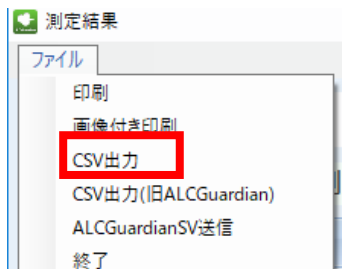 測定結果
ファイル
印刷
画像付き印刷
CSV出力
CSV出力(旧ALCGuardian)
ALCGuardianSV送信
終了